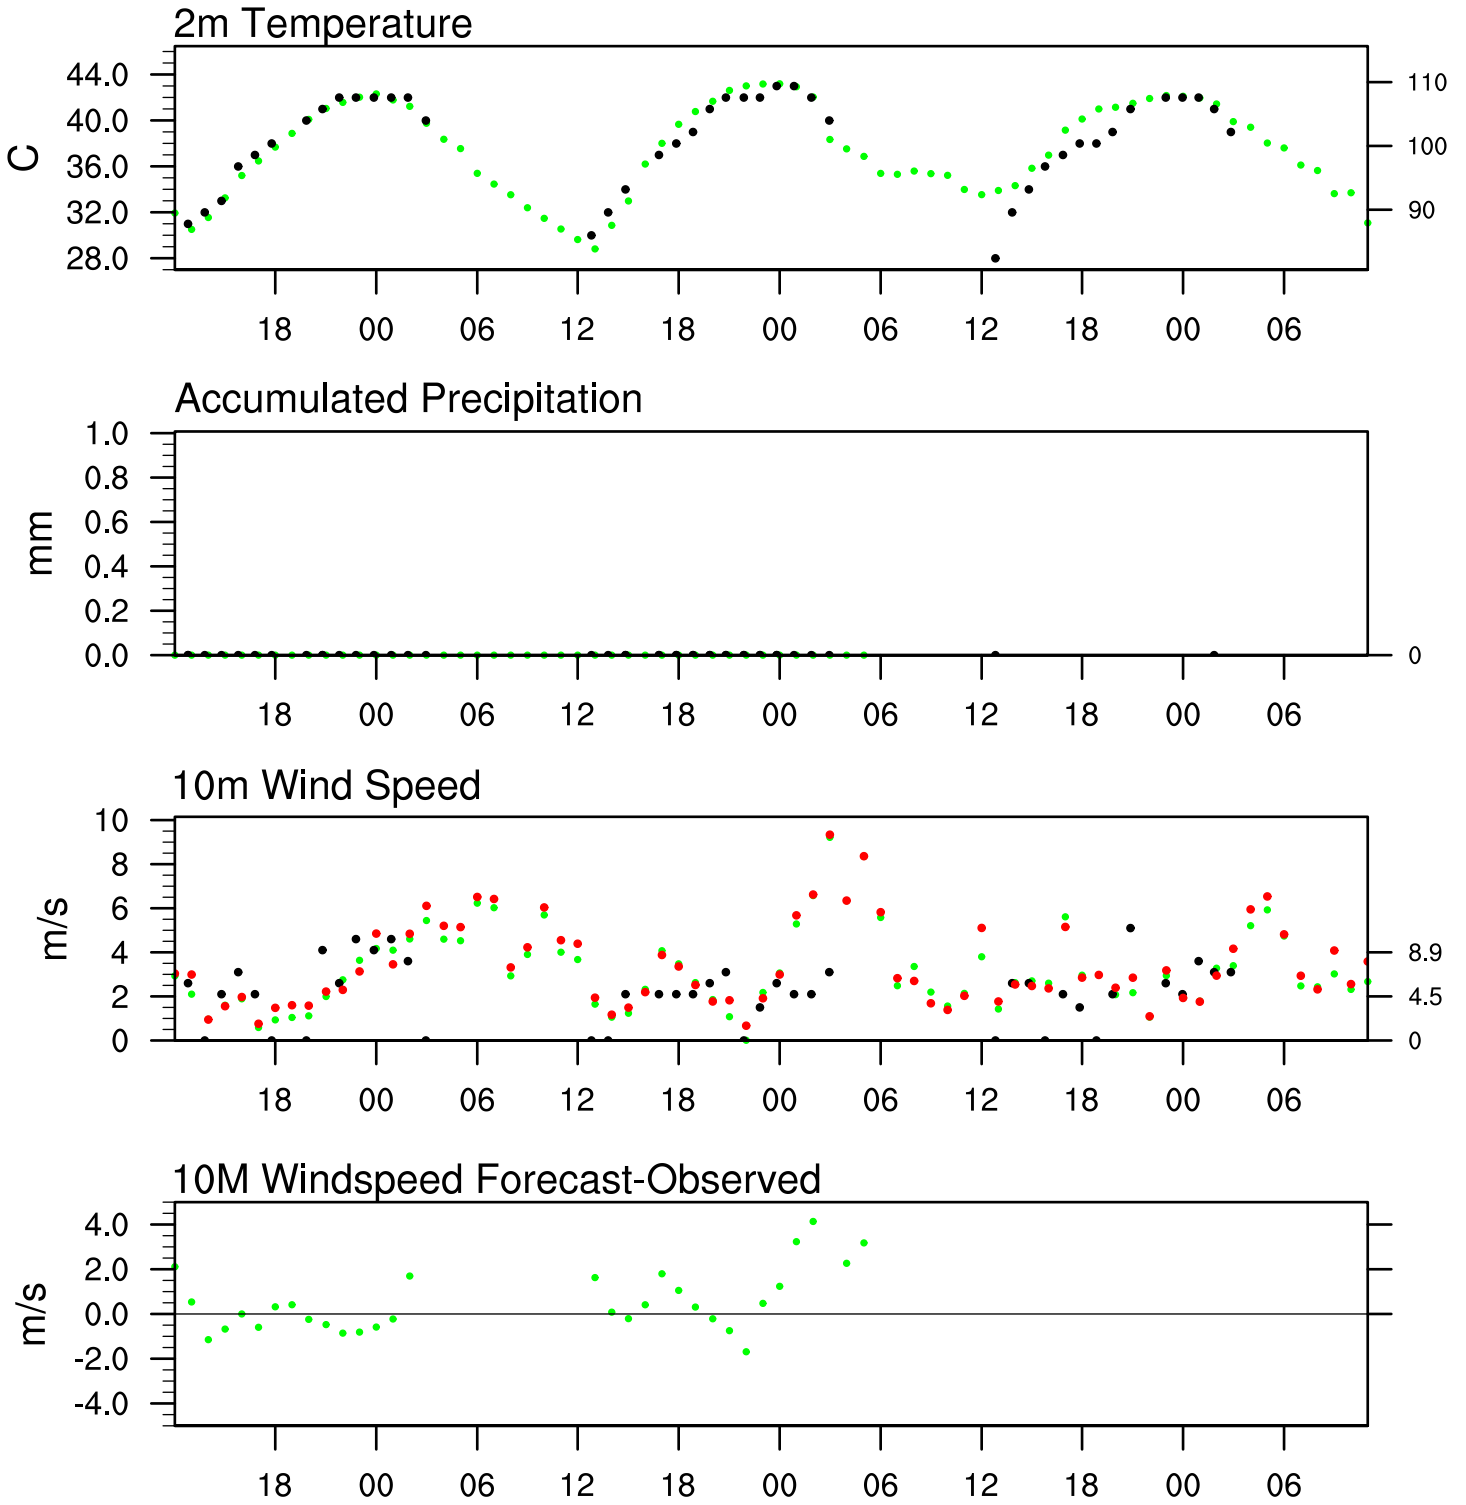 2m Temperature
44.0
40.0
36.0
32.0
28.0
C
110
100
90
18 00 06 12 18 00 06 12 18 00 06
Accumulated Precipitation
1.0
0.8
0.6
0.4
0.2
0.0
mm
0
18 00 06 12 18 00 06 12 18 00 06
10m Wind Speed
10
8
6
4
2
0
m/s
8.9
4.5
0
18 00 06 12 18 00 06 12 18 00 06
10M Windspeed Forecast-Observed
4.0
2.0
0.0
-2.0
-4.0
m/s
18 00 06 12 18 00 06 12 18 00 06